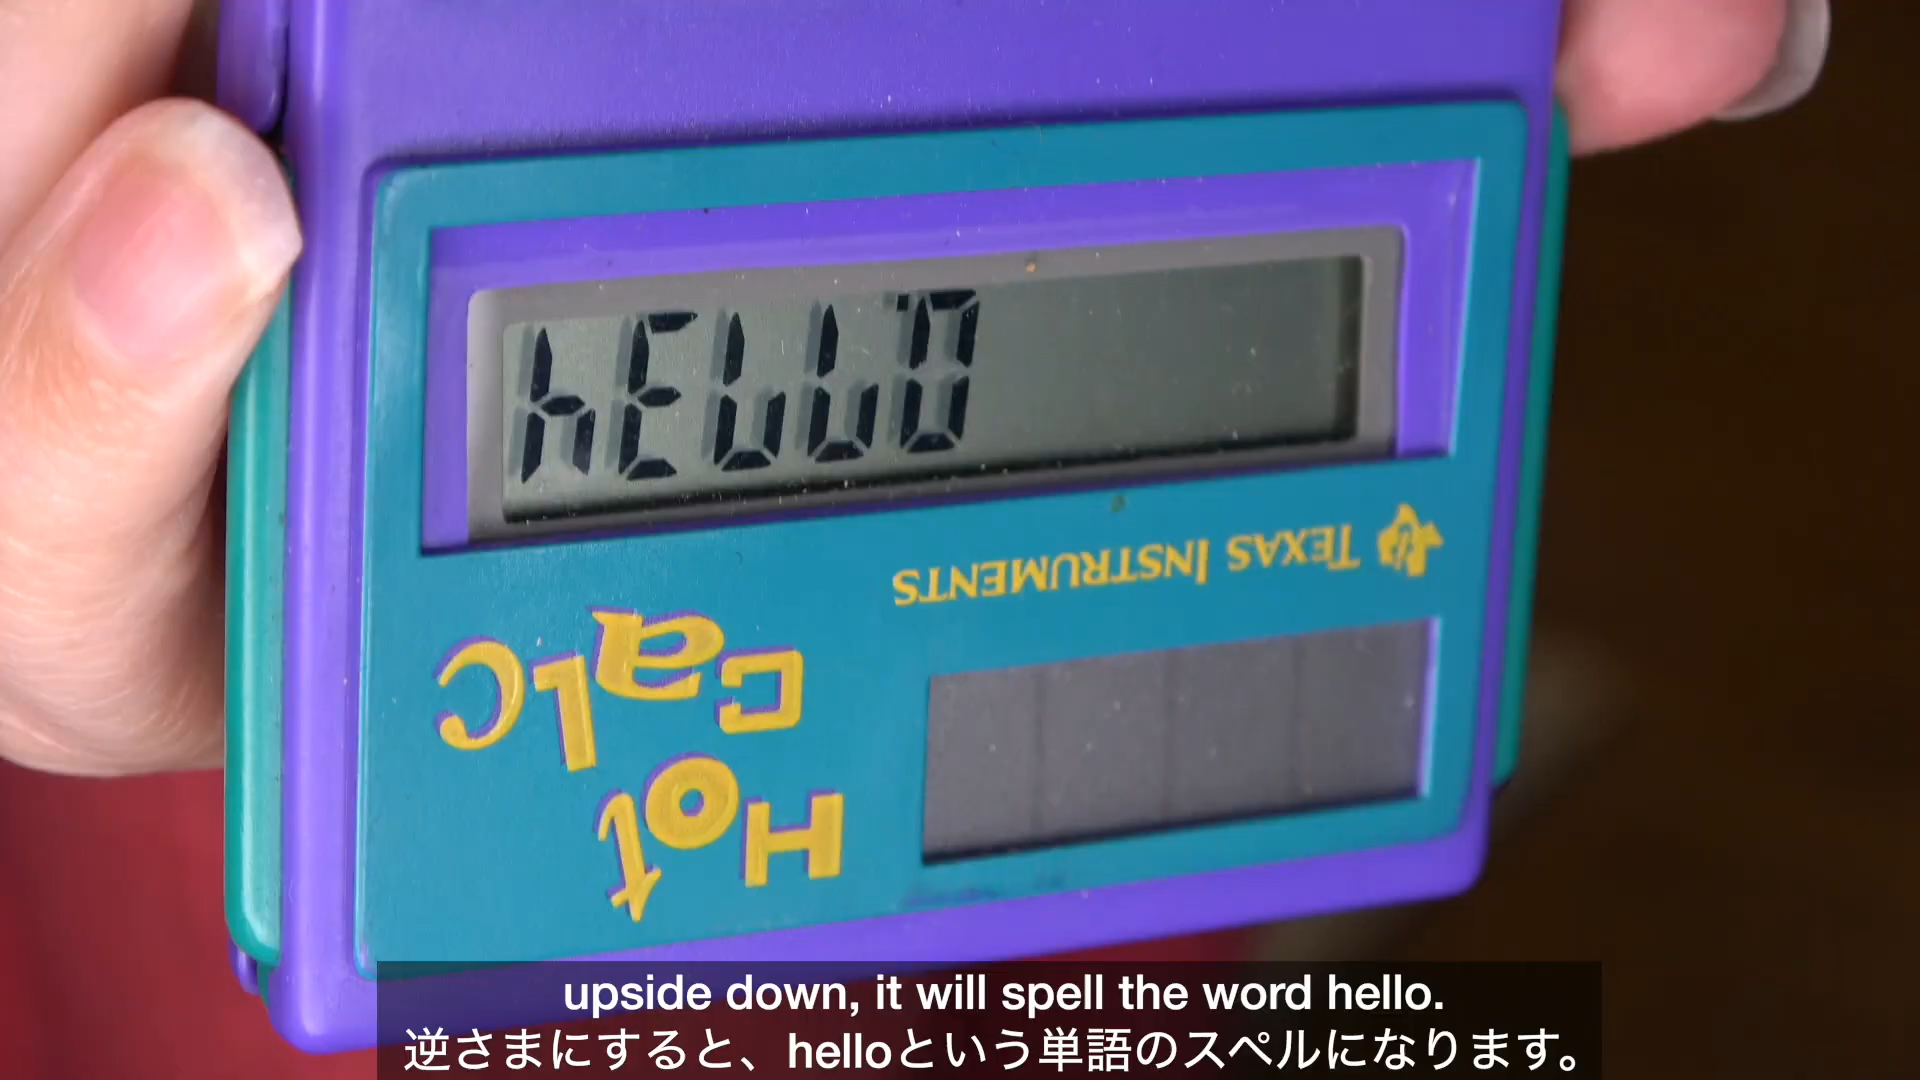 hELLO
TEXAS INSTRUMENTS
Hot
CaLC
upside down, it will spell the word hello.
逆さまにすると、helloという単語のスペルになります。